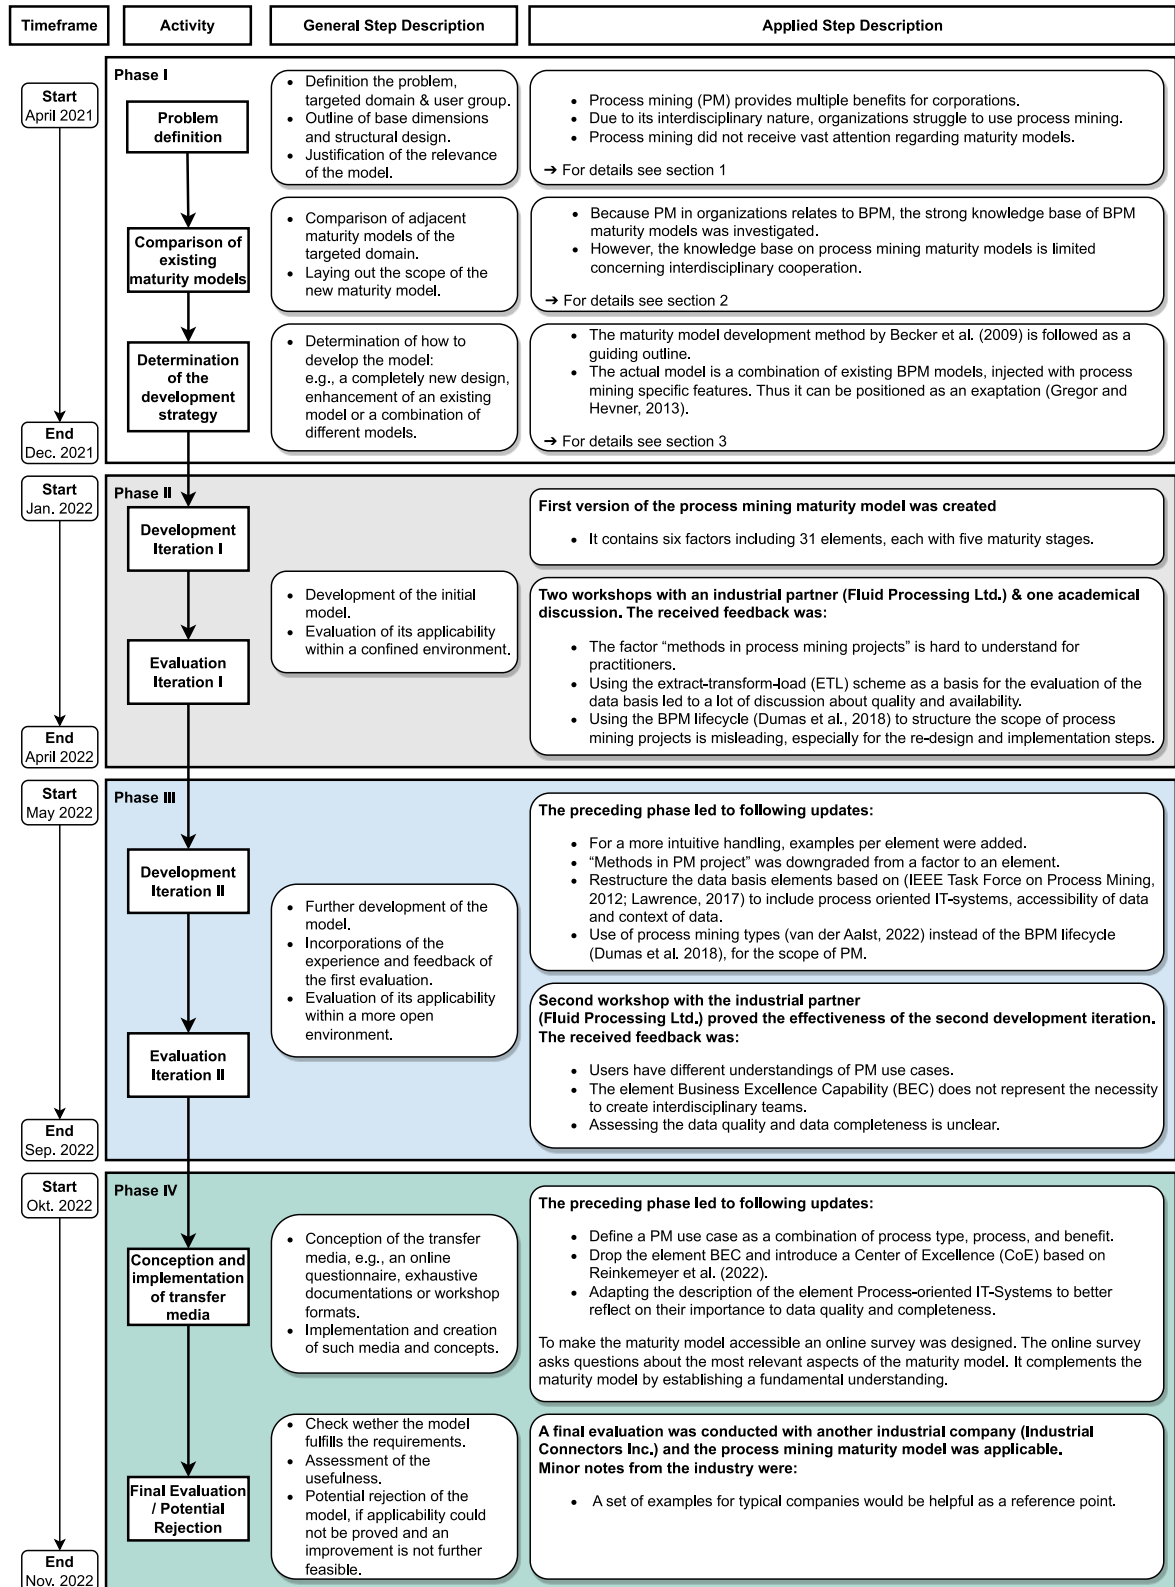 Timeframe
Activity
General Step Description
Applied Step Description
Start
April 2021
End
Dec. 2021
Phase I
Problem
definition
• Definition the problem,
targeted domain & user group.
• Outline of base dimensions
and structural design.
• Justification of the relevance
of the model.
• Process mining (PM) provides multiple benefits for corporations.
• Due to its interdisciplinary nature, organizations struggle to use process mining.
• Process mining did not receive vast attention regarding maturity models.
➔ For details see section 1
Comparison of
existing
maturity models
• Comparison of adjacent
maturity models of the
targeted domain.
• Laying out the scope of the
new maturity model.
• Because PM in organizations relates to BPM, the strong knowledge base of BPM
maturity models was investigated.
• However, the knowledge base on process mining maturity models is limited
concerning interdisciplinary cooperation.
➔ For details see section 2
Determination
of the
development
strategy
• Determination of how to
develop the model:
e.g., a completely new design,
enhancement of an existing
model or a combination of
different models.
• The maturity model development method by Becker et al. (2009) is followed as a
guiding outline.
• The actual model is a combination of existing BPM models, injected with process
mining specific features. Thus it can be positioned as an exaptation (Gregor and
Hevner, 2013).
➔ For details see section 3
Start
Jan. 2022
End
April 2022
Phase II
Development
Iteration I
Evaluation
Iteration I
• Development of the initial
model.
• Evaluation of its applicability
within a confined environment.
First version of the process mining maturity model was created
• It contains six factors including 31 elements, each with five maturity stages.
Two workshops with an industrial partner (Fluid Processing Ltd.) & one academical
discussion. The received feedback was:
• The factor “methods in process mining projects” is hard to understand for
practitioners.
• Using the extract-transform-load (ETL) scheme as a basis for the evaluation of the
data basis led to a lot of discussion about quality and availability.
• Using the BPM lifecycle (Dumas et al., 2018) to structure the scope of process
mining projects is misleading, especially for the re-design and implementation steps.
Start
May 2022
End
Sep. 2022
Phase III
Development
Iteration II
Evaluation
Iteration II
• Further development of the
model.
• Incorporations of the
experience and feedback of
the first evaluation.
• Evaluation of its applicability
within a more open
environment.
The preceding phase led to following updates:
• For a more intuitive handling, examples per element were added.
• “Methods in PM project” was downgraded from a factor to an element.
• Restructure the data basis elements based on (IEEE Task Force on Process Mining,
2012; Lawrence, 2017) to include process oriented IT-systems, accessibility of data
and context of data.
• Use of process mining types (van der Aalst, 2022) instead of the BPM lifecycle
(Dumas et al. 2018), for the scope of PM.
Second workshop with the industrial partner
(Fluid Processing Ltd.) proved the effectiveness of the second development iteration.
The received feedback was:
• Users have different understandings of PM use cases.
• The element Business Excellence Capability (BEC) does not represent the necessity
to create interdisciplinary teams.
• Assessing the data quality and data completeness is unclear.
Start
Okt. 2022
End
Nov. 2022
Phase IV
Conception and
implementation
of transfer
media
• Conception of the transfer
media, e.g., an online
questionnaire, exhaustive
documentations or workshop
formats.
• Implementation and creation
of such media and concepts.
The preceding phase led to following updates:
• Define a PM use case as a combination of process type, process, and benefit.
• Drop the element BEC and introduce a Center of Excellence (CoE) based on
Reinkemeyer et al. (2022).
• Adapting the description of the element Process-oriented IT-Systems to better
reflect on their importance to data quality and completeness.
To make the maturity model accessible an online survey was designed. The online survey
asks questions about the most relevant aspects of the maturity model. It complements the
maturity model by establishing a fundamental understanding.
Final Evaluation
/ Potential
Rejection
• Check wether the model
fulfills the requirements.
• Assessment of the
usefulness.
• Potential rejection of the
model, if applicability could
not be proved and an
improvement is not further
feasible.
A final evaluation was conducted with another industrial company (Industrial
Connectors Inc.) and the process mining maturity model was applicable.
Minor notes from the industry were:
• A set of examples for typical companies would be helpful as a reference point.